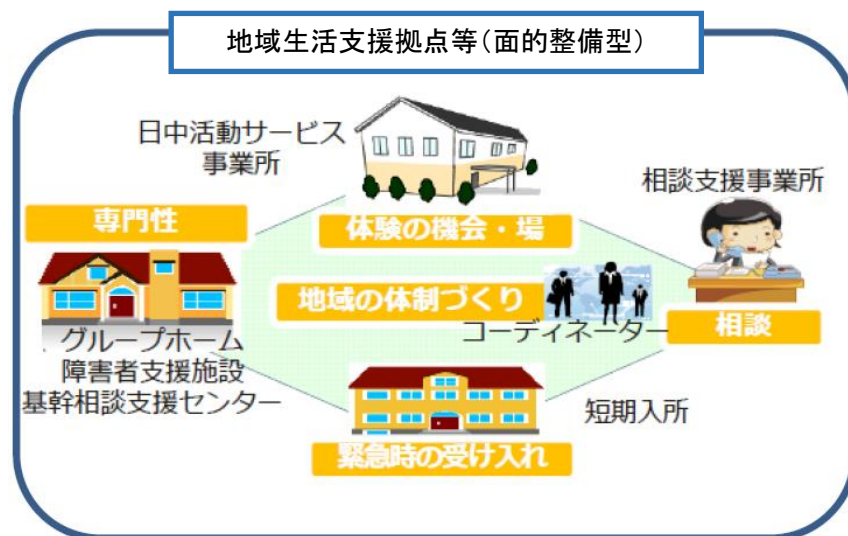 地域生活支援拠点等(面的整備型)
日中活動サービス
事業所
相談支援事業所
専門性
体験の機会・場
地域の体制づくり
コーディネーター
相談
グループホーム
障害者支援施設
基幹相談支援センター
短期入所
緊急時の受け入れ